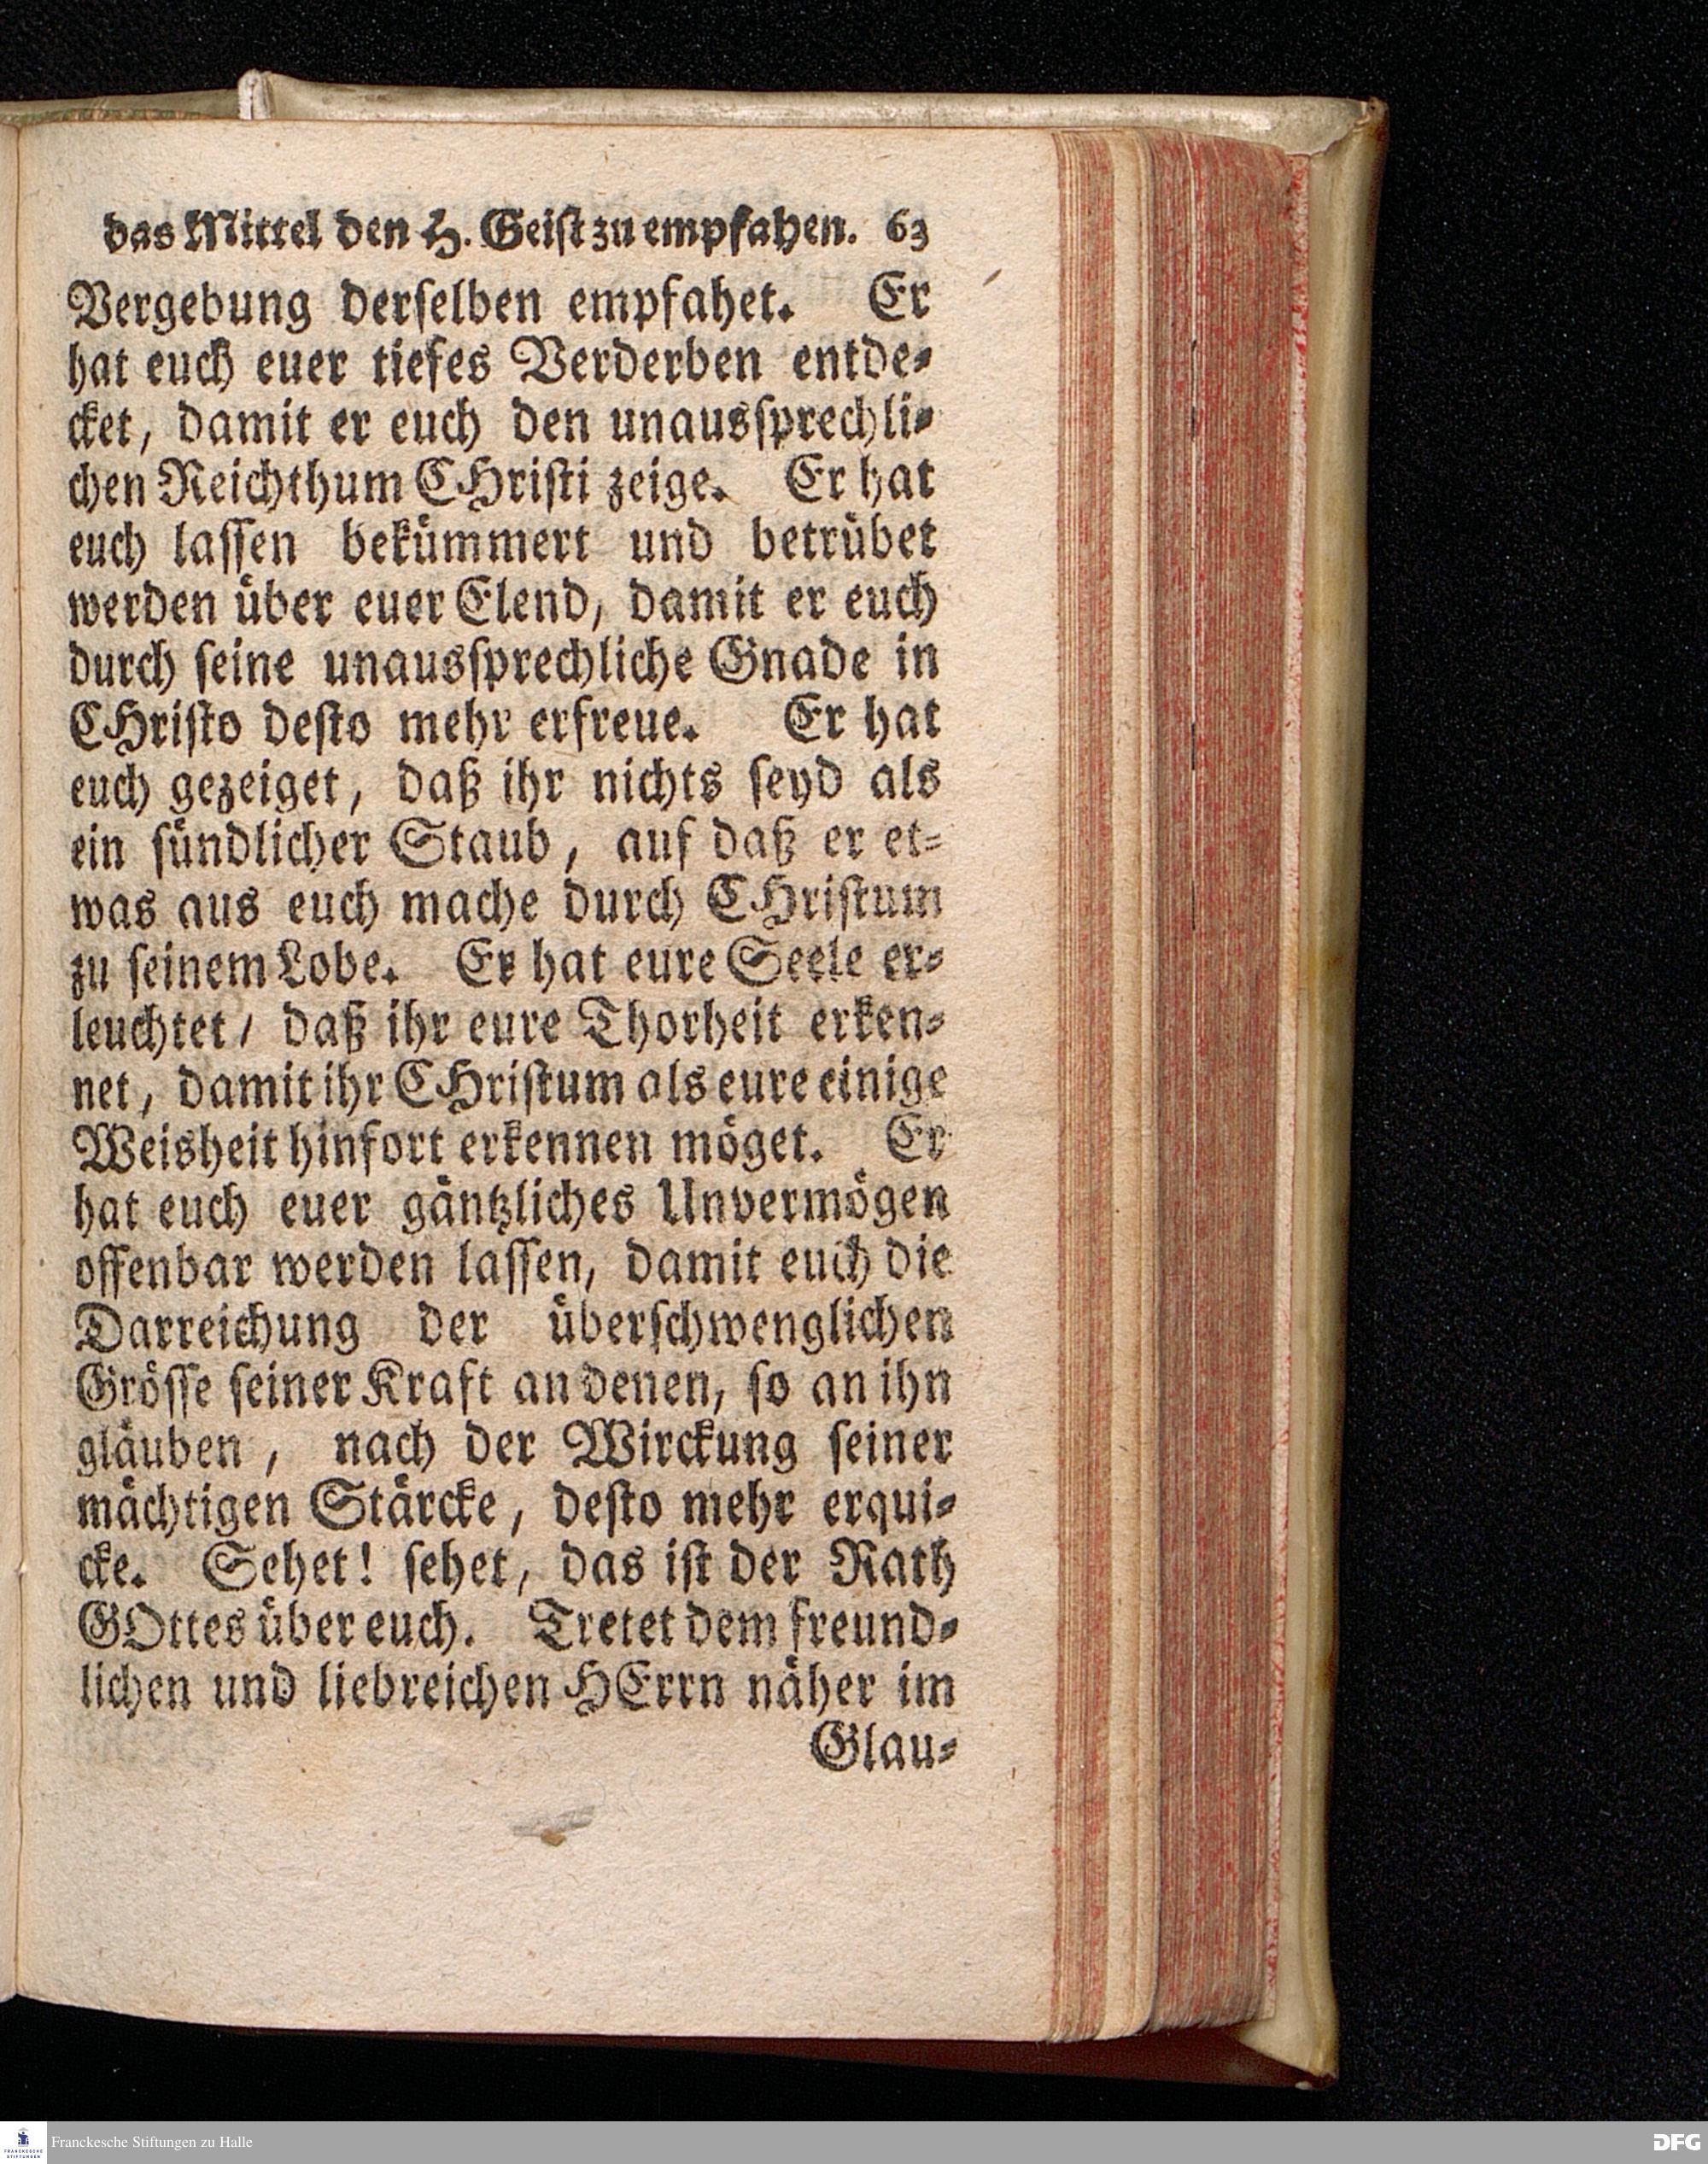 das Mittel den H. Geist zu empfahen. 63
Vergebung derselben empfahet. Er
hat euch euer tiefes Verderben entde-
cket, damit er euch den unaussprechli-
chen Reichthum CHristi zeige. Er hat
euch lassen bekümmert und betrübet
werden über euer Elend, damit er euch
durch seine unaussprechliche Gnade in
CHristo desto mehr erfreue. Er hat
euch gezeiget, daß ihr nichts seyd als
ein sündlicher Staub, auf daß er et-
was aus euch mache durch CHristum
zu seinem Lobe. Er hat eure Seele er-
leuchtet/ daß ihr eure Thorheit erken-
net, damit ihr CHristum als eure einige
Weisheit hinfort erkennen möget. Er
hat euch euer gäntzliches Unvermögen
offenbar werden lassen, damit euch die
Darreichung der überschwenglichen
Grösse seiner Kraft an denen, so an ihn
gläuben, nach der Wirckung seiner
mächtigen Stärcke, desto mehr erqui-
cke. Sehet! sehet, das ist der Rath
GOttes über euch. Tretet dem freund-
lichen und liebreichen HErrn näher im
Glau-
FRANCKESCHE
STIFTUNGEN
Franckesche Stiftungen zu Halle
DFG